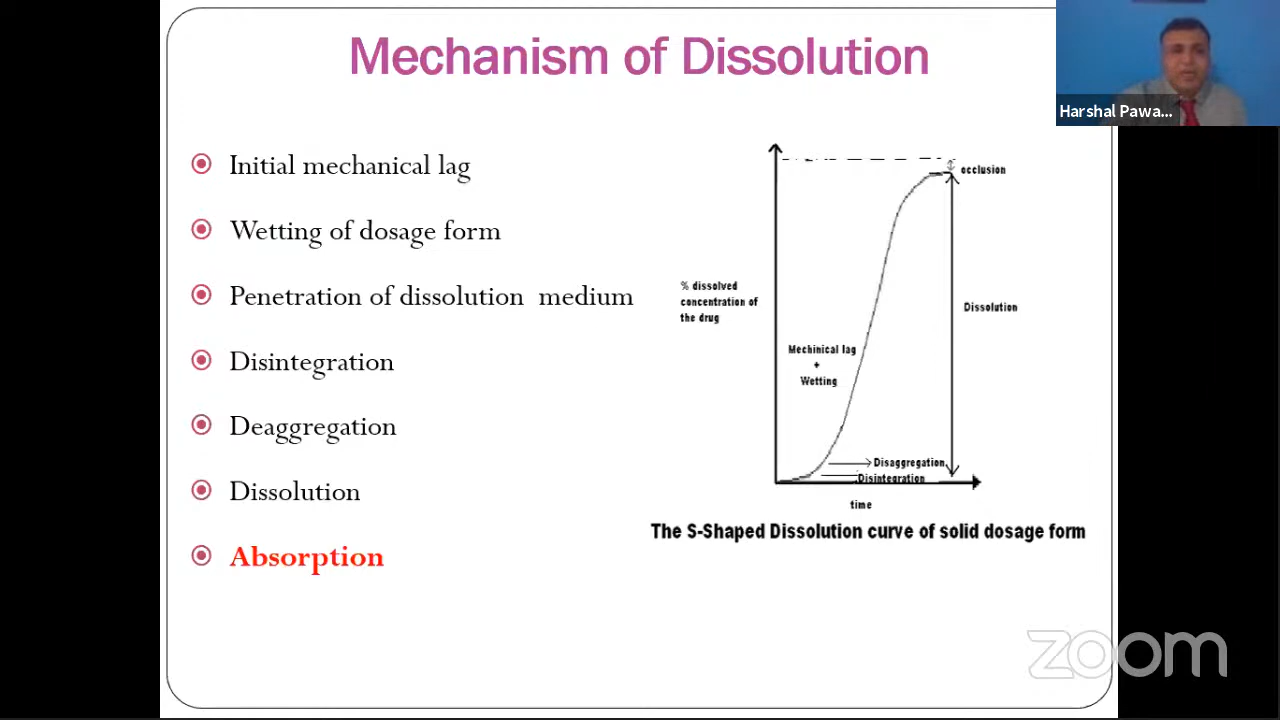 Mechanism of Dissolution
Harshal Pawa...
Initial mechanical lag
Wetting of dosage form
Penetration of dissolution medium
Disintegration
Deaggregation
Dissolution
Absorption
occlusion
% dissolved
concentration of
the drug
Dissolution
Mechinical lag
+
Wetting
Disaggregation
Disintegration
time
The S-Shaped Dissolution curve of solid dosage form
zoom